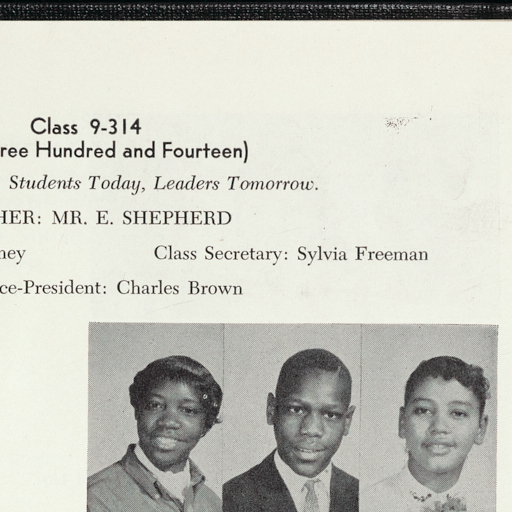 Class 9-314
ree Hundred and Fourteen)
Students Today, Leaders Tomorrow.
HER: MR. E. SHEPHERD
ney Class Secretary: Sylvia Freeman
ce-President: Charles Brown